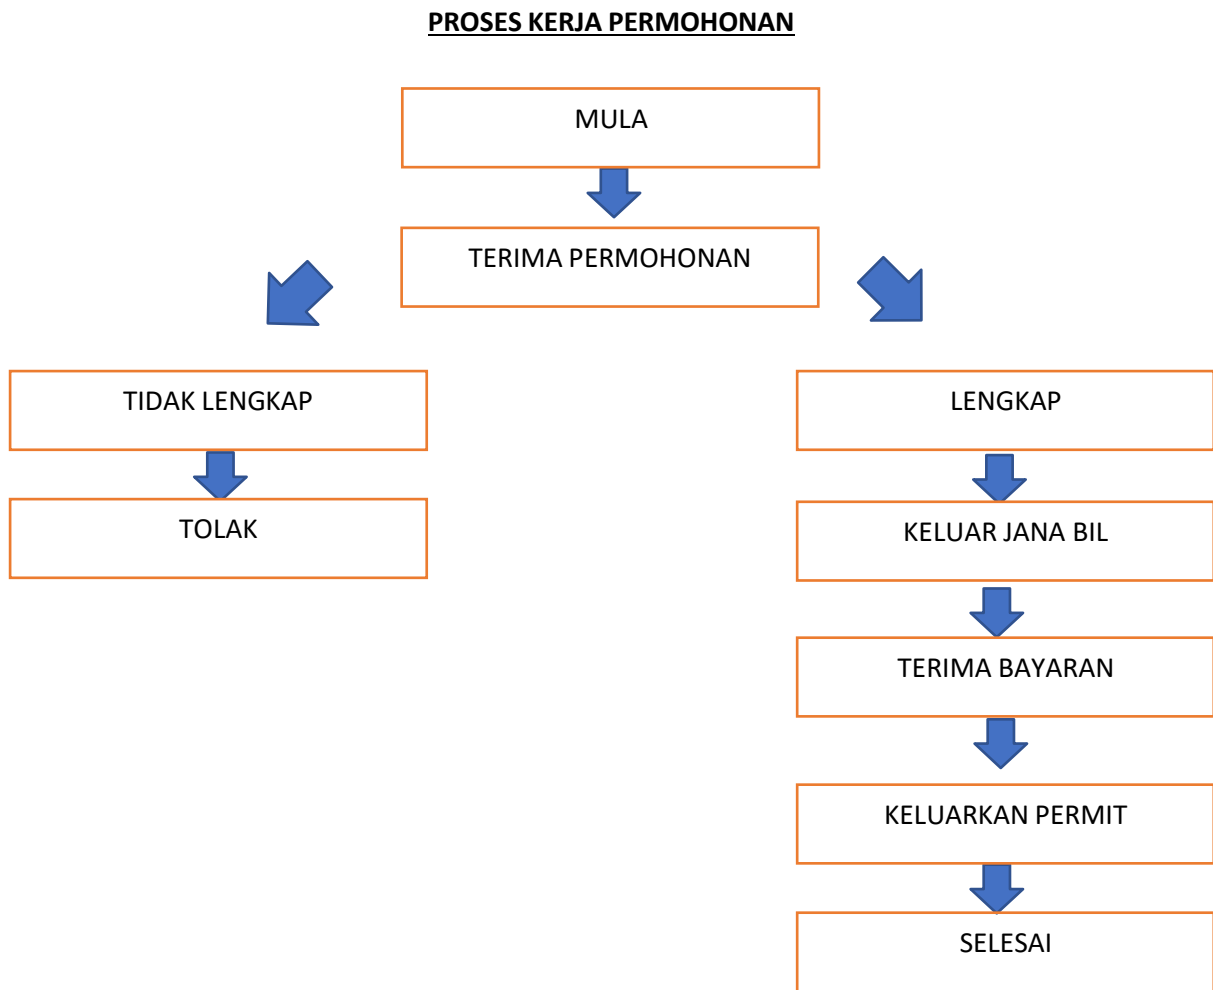 PROSES KERJA PERMOHONAN
MULA
TERIMA PERMOHONAN
TIDAK LENGKAP
LENGKAP
TOLAK
KELUAR JANA BIL
TERIMA BAYARAN
KELUARKAN PERMIT
SELESAI